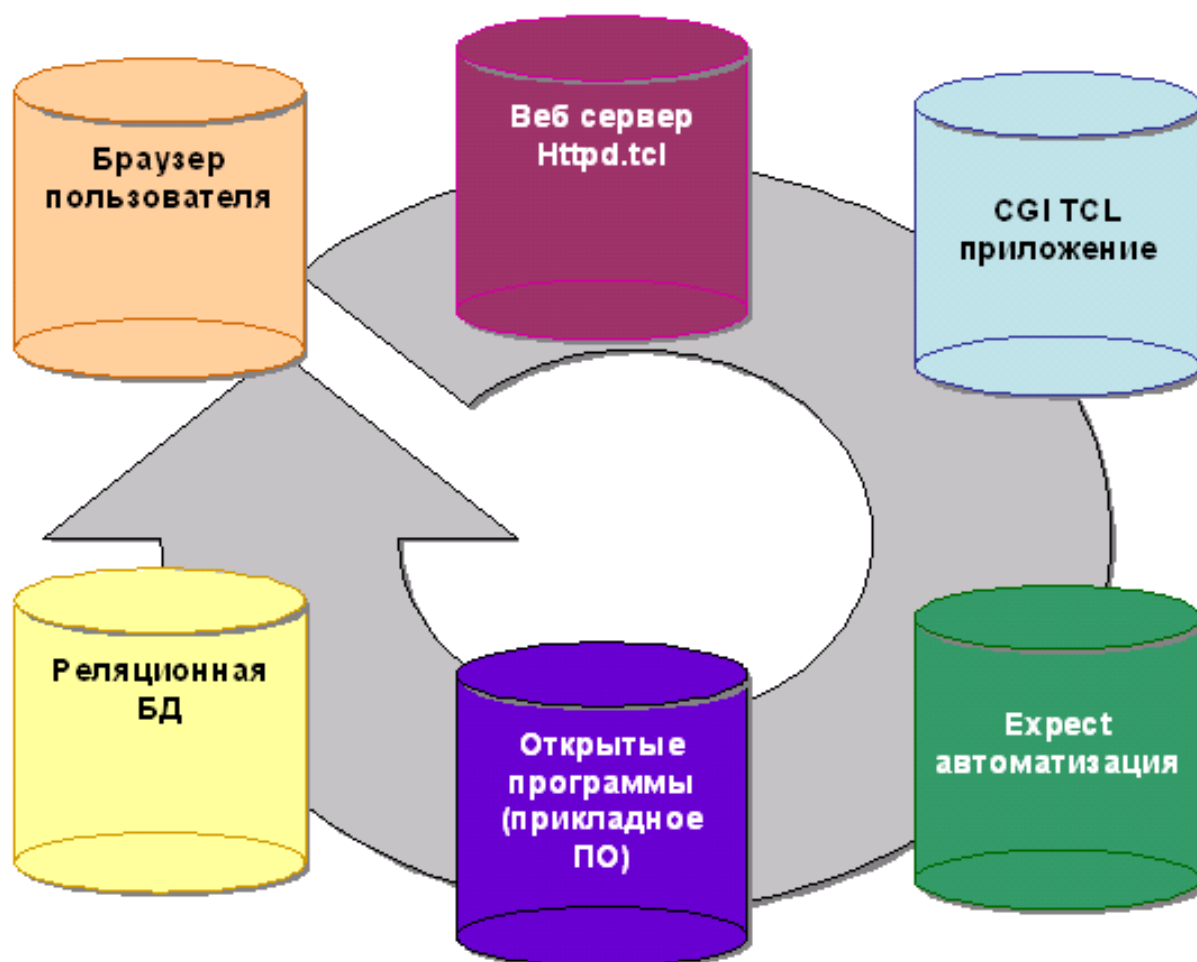 Браузер
пользователя
Веб сервер
Httpd.tcl
CGI TCL
приложение
Реляционная
БД
Открытые
программы
(прикладное
ПО)
Expect
автоматизация